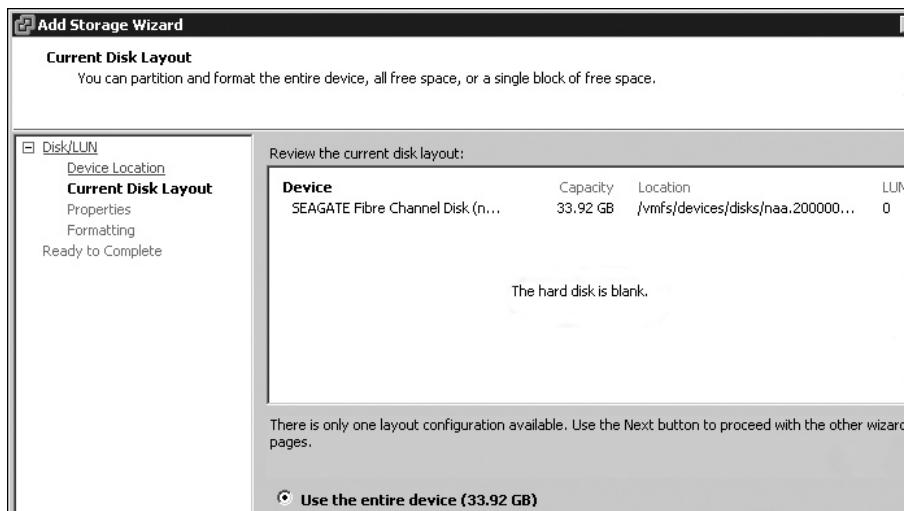 Add Storage Wizard
Current Disk Layout
You can partition and format the entire device, all free space, or a single block of free space.
Disk/LUN
Device Location
Current Disk Layout
Properties
Formatting
Ready to Complete
Review the current disk layout:
Device Capacity Location LUN
SEAGATE Fibre Channel Disk (n... 33.92 GB /vmfs/devices/disks/naa.200000... 0
The hard disk is blank.
There is only one layout configuration available. Use the Next button to proceed with the other wizard
pages.
Use the entire device (33.92 GB)